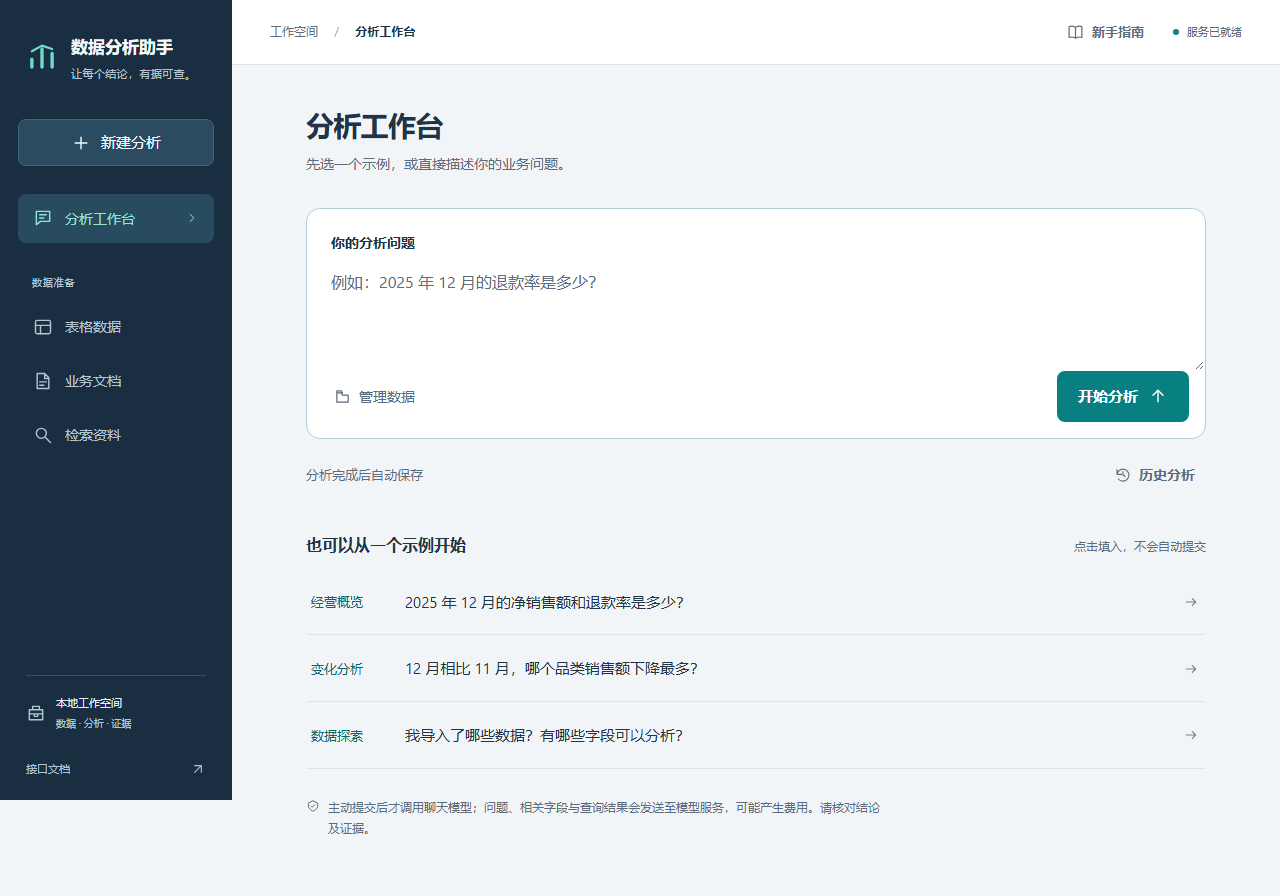 数据分析助手
让每个结论，有据可查。
新建分析
分析工作台
数据准备
表格数据
业务文档
检索资料
本地工作空间
数据 · 分析 · 证据
接口文档
工作空间 / 分析工作台
新手指南
服务已就绪
分析工作台
先选一个示例，或直接描述你的业务问题。
你的分析问题
例如：2025 年 12 月的退款率是多少？
管理数据
开始分析
分析完成后自动保存
历史分析
也可以从一个示例开始
点击填入，不会自动提交
经营概览 2025 年 12 月的净销售额和退款率是多少？
变化分析 12 月相比 11 月，哪个品类销售额下降最多？
数据探索 我导入了哪些数据？有哪些字段可以分析？
主动提交后才调用聊天模型；问题、相关字段与查询结果会发送至模型服务，可能产生费用。请核对结论
及证据。